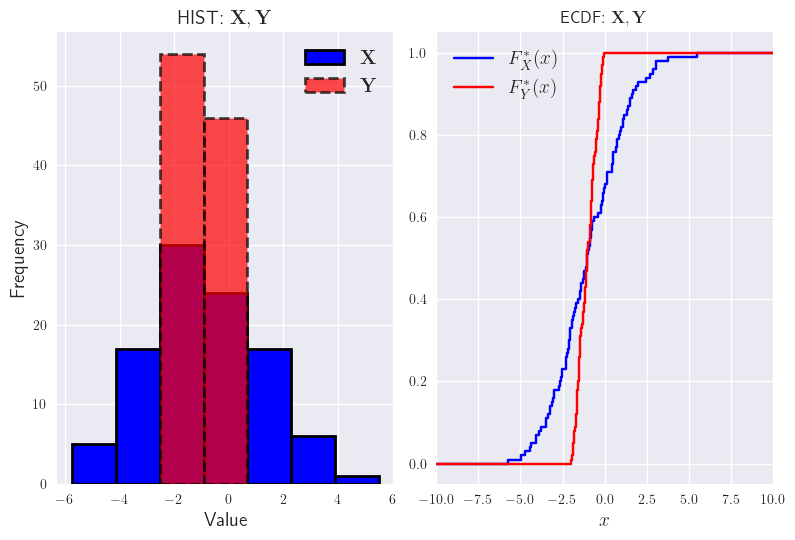 HIST: X, Y
X
Y
Frequency
50
40
30
20
10
0
−6 −4 −2 0 2 4 6
Value
ECDF: X, Y
F*X(x)
F*Y(x)
1.0
0.8
0.6
0.4
0.2
0.0
−10.0 −7.5 −5.0 −2.5 0.0 2.5 5.0 7.5 10.0
x